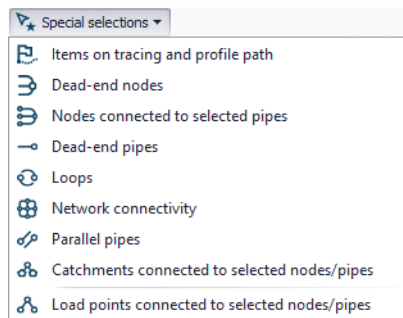 Special selections
Items on tracing and profile path
Dead-end nodes
Nodes connected to selected pipes
Dead-end pipes
Loops
Network connectivity
Parallel pipes
Catchments connected to selected nodes/pipes
Load points connected to selected nodes/pipes